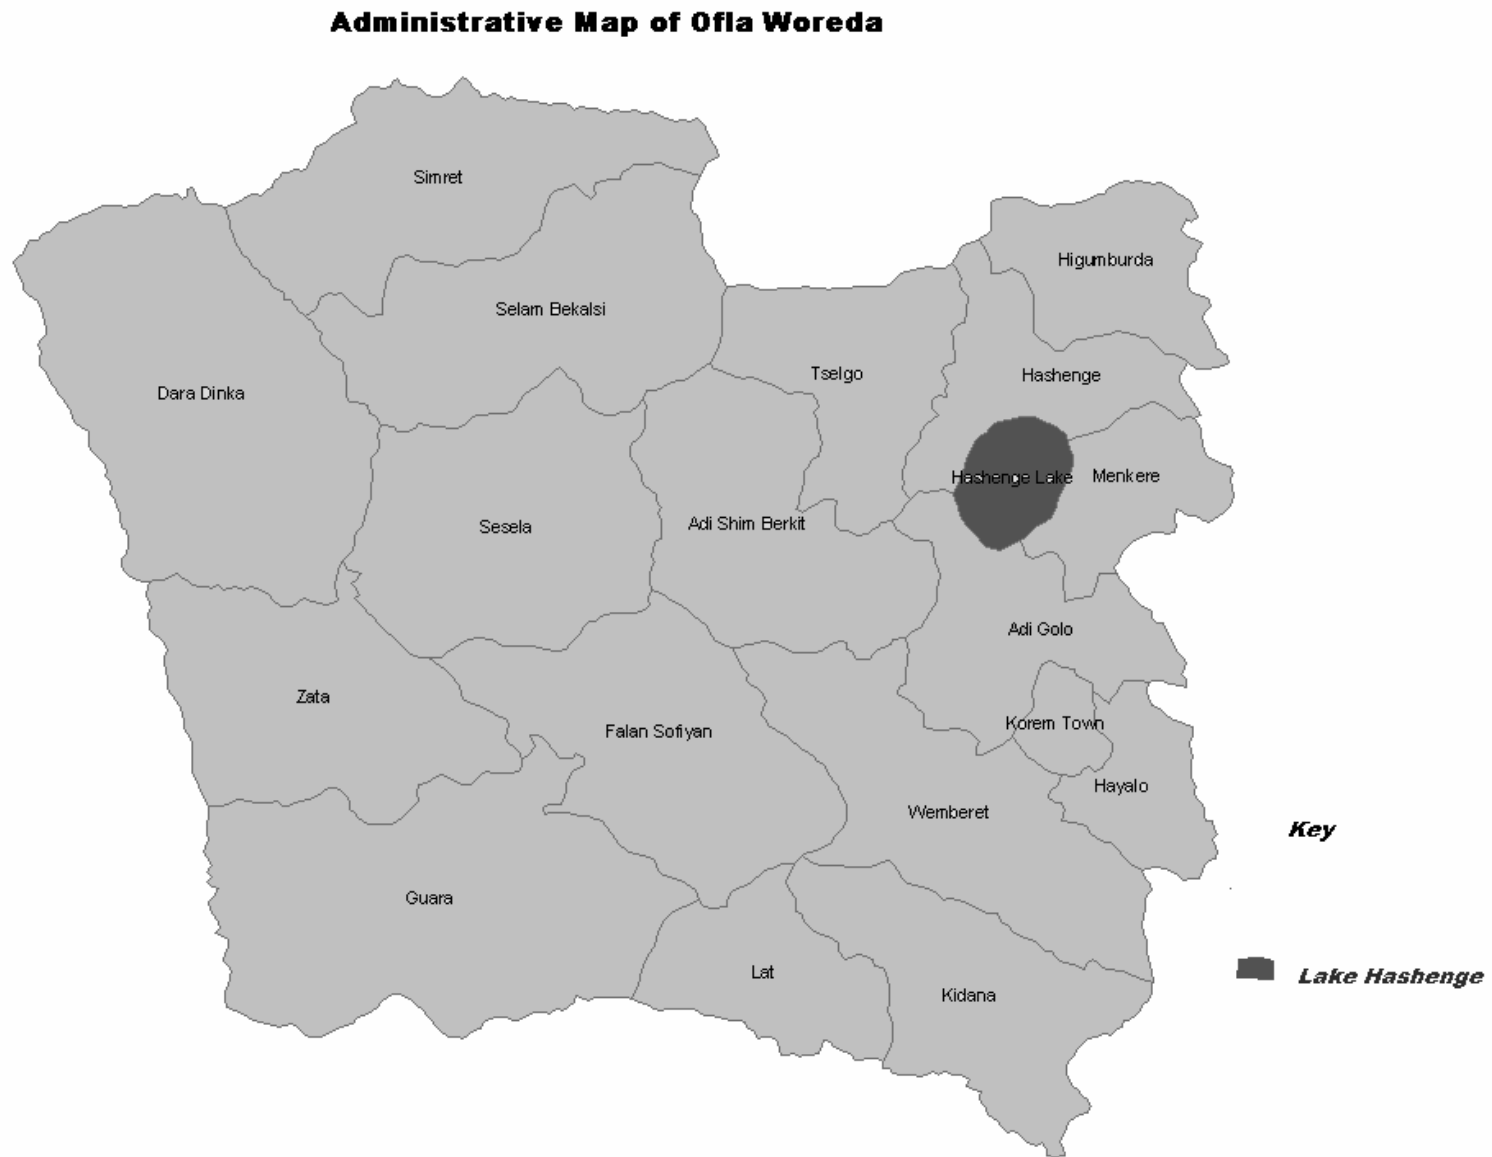 Administrative Map of Ofla Woreda
Simret
Higumburda
Selam Bekalsi
Tselgo
Hashenge
Dara Dinka
Hashenge Lake
Menkere
Sesela
Adi Shim Berkit
Adi Golo
Zata
Korem Town
Falan Sofiyan
Hayalo
Wemberet
Key
Guara
Lat
Lake Hashenge
Kidana